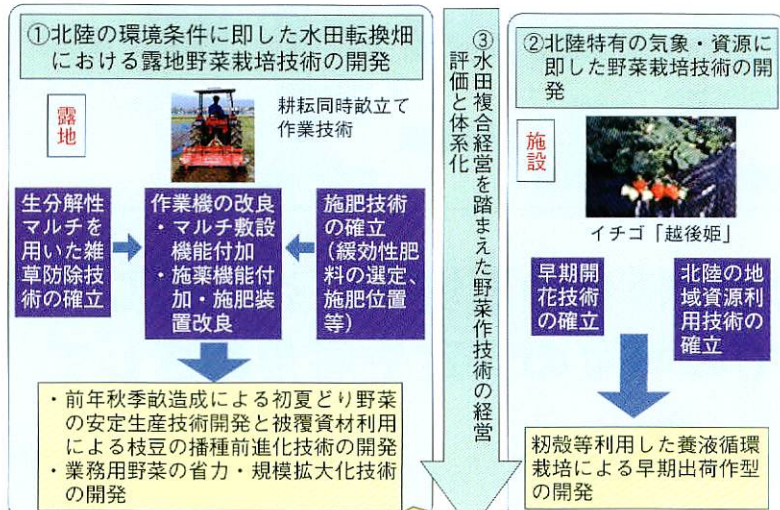 ①北陸の環境条件に即した水田転換畑
における露地野菜栽培技術の開発
露地
耕耘同時畝立て
作業技術
生分解性
マルチを
用いた雑
草防除技
術の確立
作業機の改良
・マルチ敷設
機能付加
・施薬機能付
加・施肥装
置改良
施肥技術
の確立
(緩効性肥
料の選定、
施肥位置
等)
・前年秋季畝造成による初夏どり野菜
の安定生産技術開発と被覆資材利用
による枝豆の播種前進化技術の開発
・業務用野菜の省力・規模拡大化技術
の開発
③水田複合経営を踏まえた野菜作技術の経営
評価と体系化
②北陸特有の気象・資源に
即した野菜栽培技術の開
発
施設
イチゴ「越後姫」
早期開
花技術
の確立
北陸の地
域資源利
用技術の
確立
籾殻等利用した養液循環
栽培による早期出荷作型
の開発